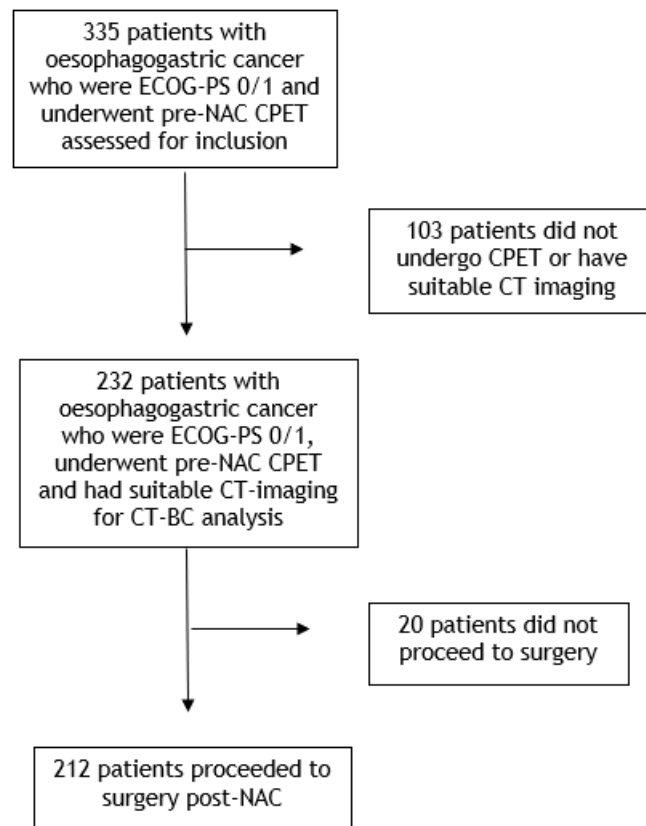 335 patients with
oesophagogastric cancer
who were ECOG-PS 0/1 and
underwent pre-NAC CPET
assessed for inclusion
103 patients did not
undergo CPET or have
suitable CT imaging
232 patients with
oesophagogastric cancer
who were ECOG-PS 0/1,
underwent pre-NAC CPET
and had suitable CT-imaging
for CT-BC analysis
20 patients did not
proceed to surgery
212 patients proceeded to
surgery post-NAC